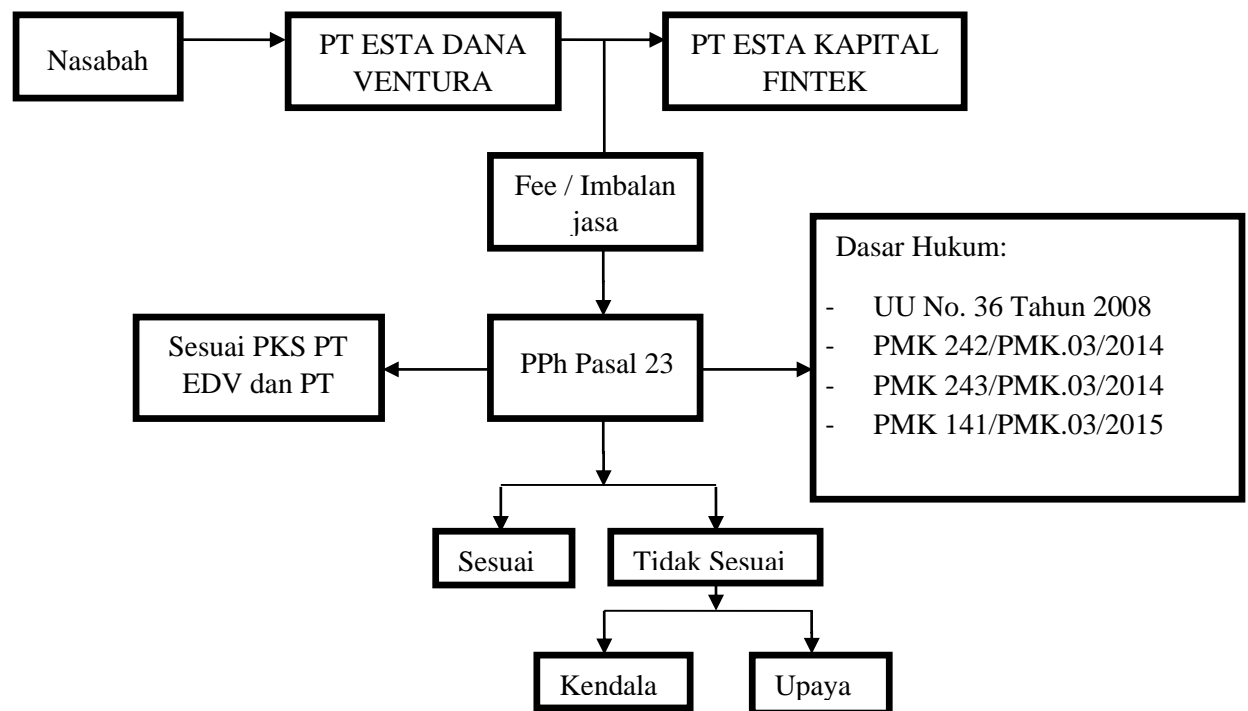 Nasabah
PT ESTA DANA
VENTURA
PT ESTA KAPITAL
FINTEK
Fee / Imbalan
jasa
Dasar Hukum:
- UU No. 36 Tahun 2008
- PMK 242/PMK.03/2014
- PMK 243/PMK.03/2014
- PMK 141/PMK.03/2015
Sesuai PKS PT
EDV dan PT
PPh Pasal 23
Sesuai
Tidak Sesuai
Kendala
Upaya